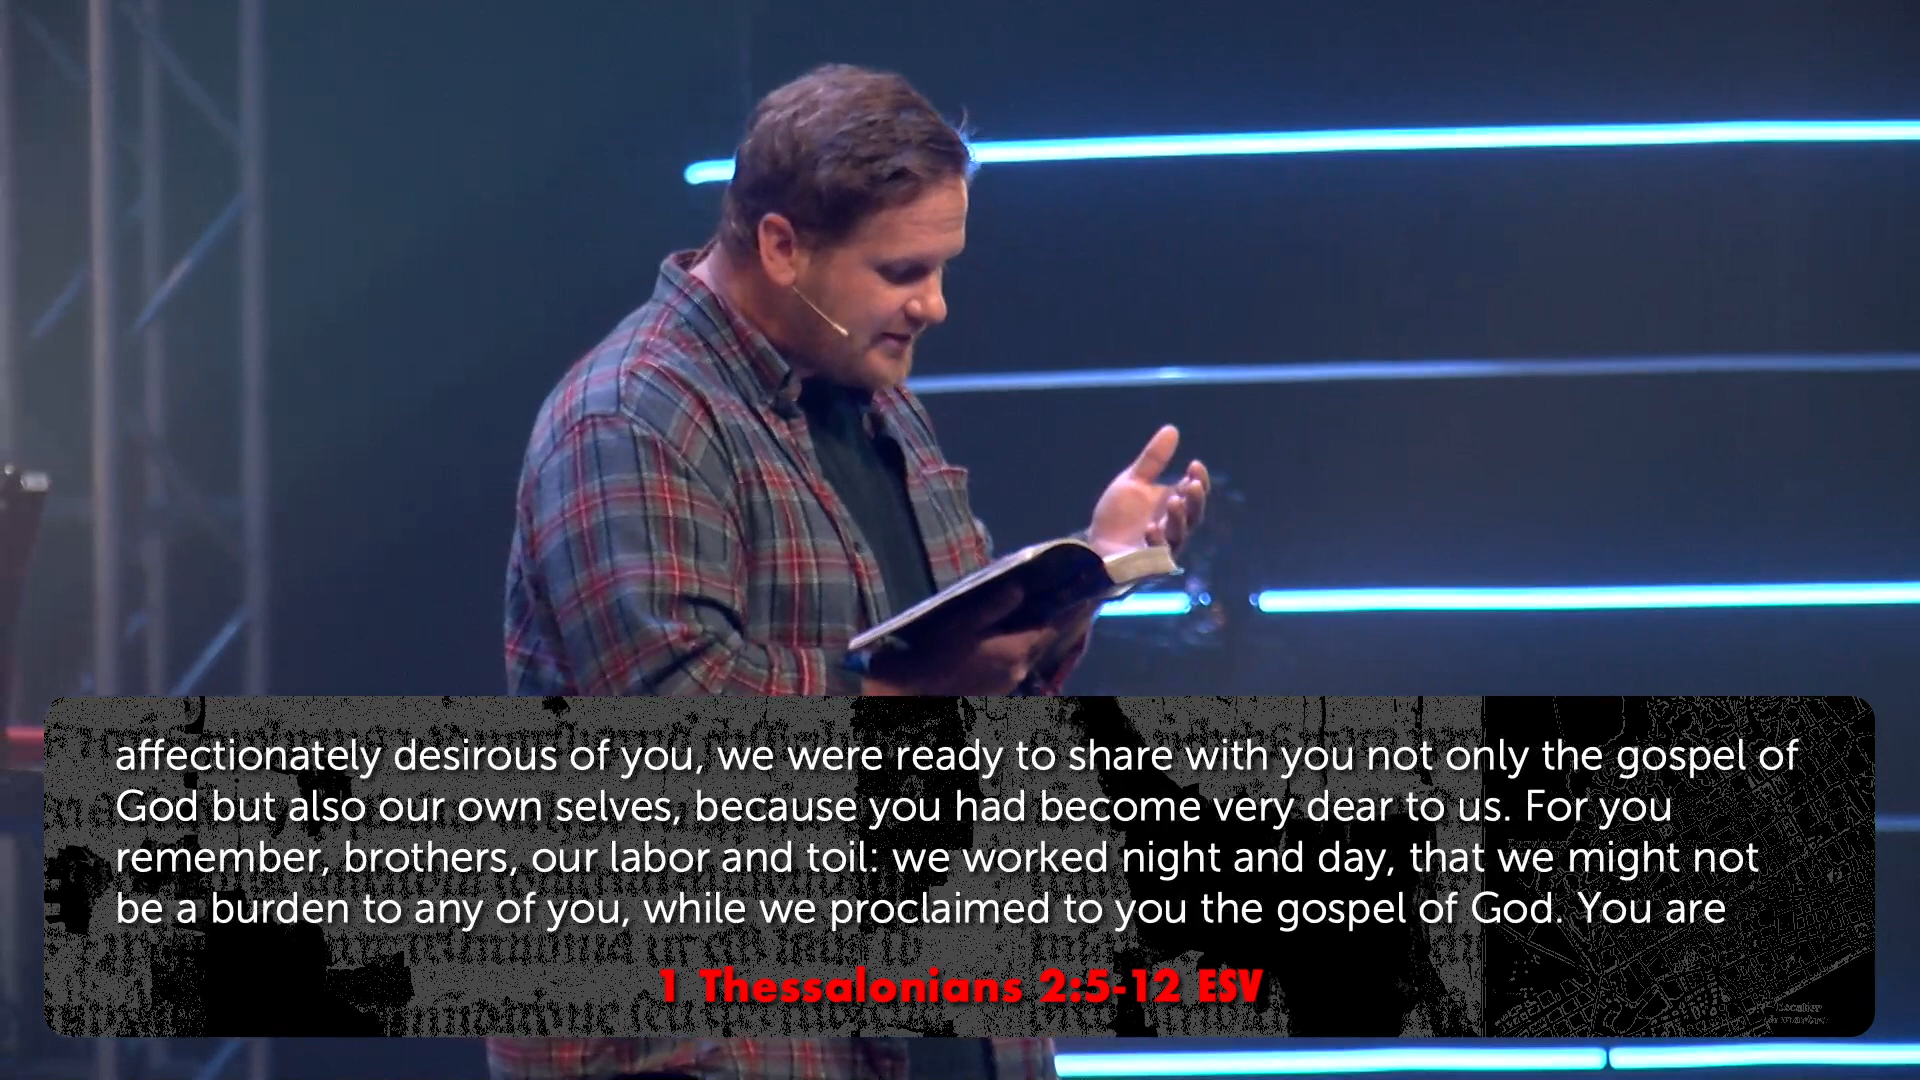 affectionately desirous of you, we were ready to share with you not only the gospel of
God but also our own selves, because you had become very dear to us. For you
remember, brothers, our labor and toil: we worked night and day, that we might not
be a burden to any of you, while we proclaimed to you the gospel of God. You are
1 Thessalonians 2:5-12 ESV